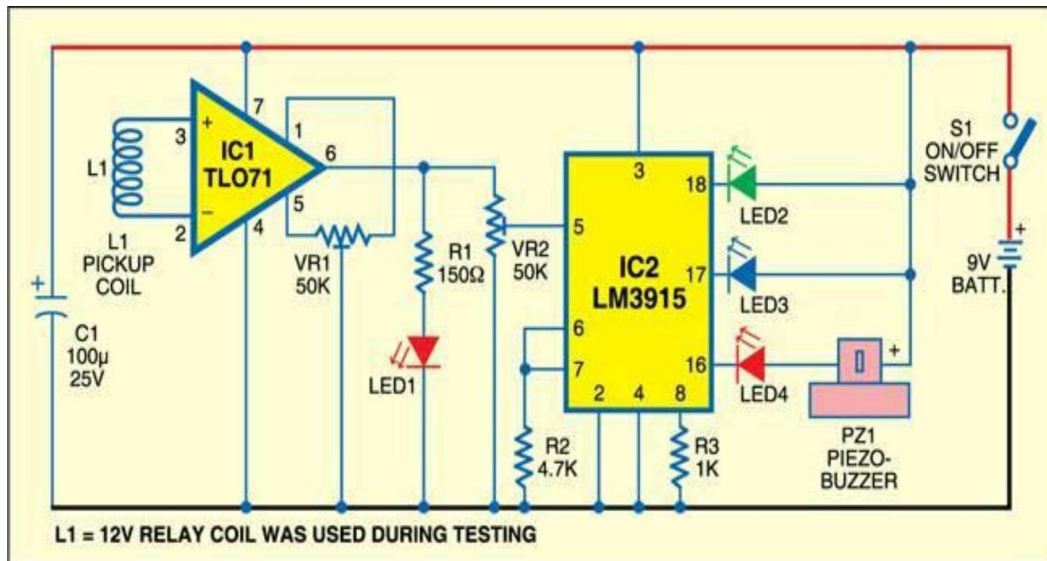 7
1
3
+
IC1
TLO71
6
L1
5
−
2
4
L1
PICKUP
COIL
VR1
50K
+
C1
100µ
25V
R1
150Ω
LED1
VR2
50K
3
5
18
LED2
IC2
LM3915
17
LED3
6
7
16
LED4
2
4
8
R2
4.7K
R3
1K
+
PZ1
PIEZO-
BUZZER
S1
ON/OFF
SWITCH
+
9V
BATT.
L1 = 12V RELAY COIL WAS USED DURING TESTING